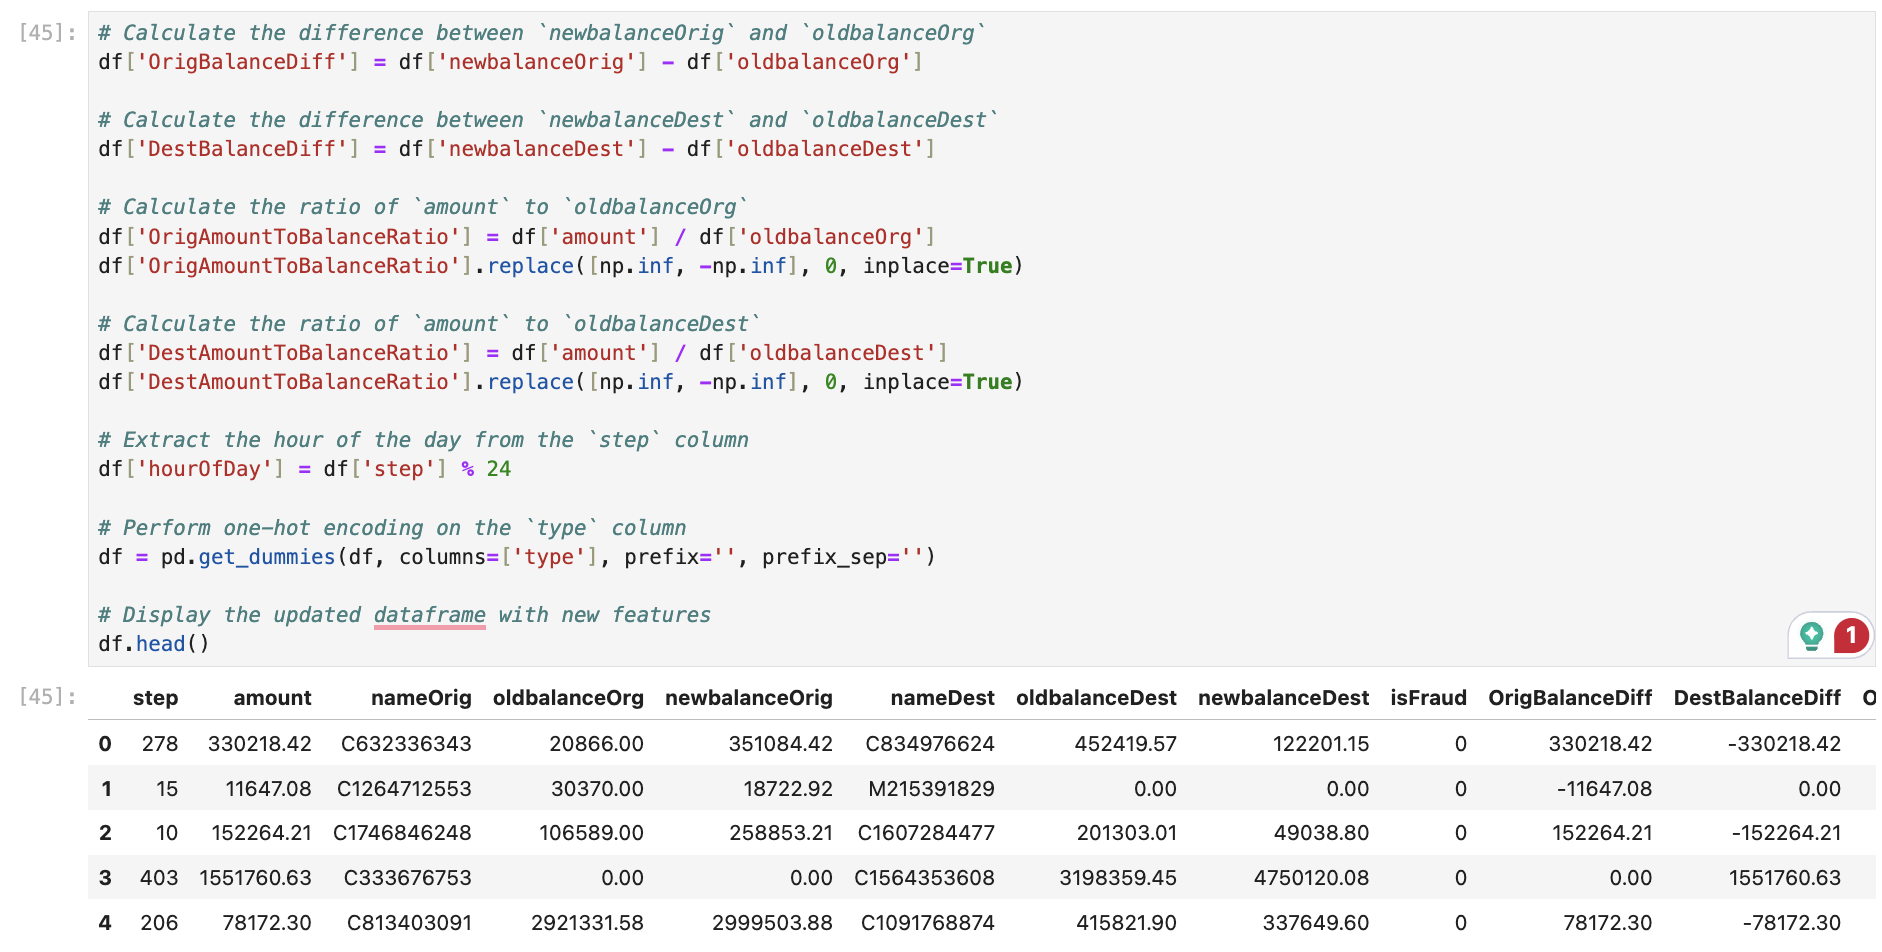 [45]: # Calculate the difference between `newbalanceOrig` and `oldbalanceOrg`
df['OrigBalanceDiff'] = df['newbalanceOrig'] - df['oldbalanceOrg']
# Calculate the difference between `newbalanceDest` and `oldbalanceDest`
df['DestBalanceDiff'] = df['newbalanceDest'] - df['oldbalanceDest']
# Calculate the ratio of `amount` to `oldbalanceOrg`
df['OrigAmountToBalanceRatio'] = df['amount'] / df['oldbalanceOrg']
df['OrigAmountToBalanceRatio'].replace([np.inf, -np.inf], 0, inplace=True)
# Calculate the ratio of `amount` to `oldbalanceDest`
df['DestAmountToBalanceRatio'] = df['amount'] / df['oldbalanceDest']
df['DestAmountToBalanceRatio'].replace([np.inf, -np.inf], 0, inplace=True)
# Extract the hour of the day from the `step` column
df['hourOfDay'] = df['step'] % 24
# Perform one-hot encoding on the `type` column
df = pd.get_dummies(df, columns=['type'], prefix='', prefix_sep='')
# Display the updated dataframe with new features
df.head()
1
[45]: step amount nameOrig oldbalanceOrg newbalanceOrig nameDest oldbalanceDest newbalanceDest isFraud OrigBalanceDiff DestBalanceDiff O
0 278 330218.42 C632336343 20866.00 351084.42 C834976624 452419.57 122201.15 0 330218.42 -330218.42
1 15 11647.08 C1264712553 30370.00 18722.92 M215391829 0.00 0.00 0 -11647.08 0.00
2 10 152264.21 C1746846248 106589.00 258853.21 C1607284477 201303.01 49038.80 0 152264.21 -152264.21
3 403 1551760.63 C333676753 0.00 0.00 C1564353608 3198359.45 4750120.08 0 0.00 1551760.63
4 206 78172.30 C813403091 2921331.58 2999503.88 C1091768874 415821.90 337649.60 0 78172.30 -78172.30